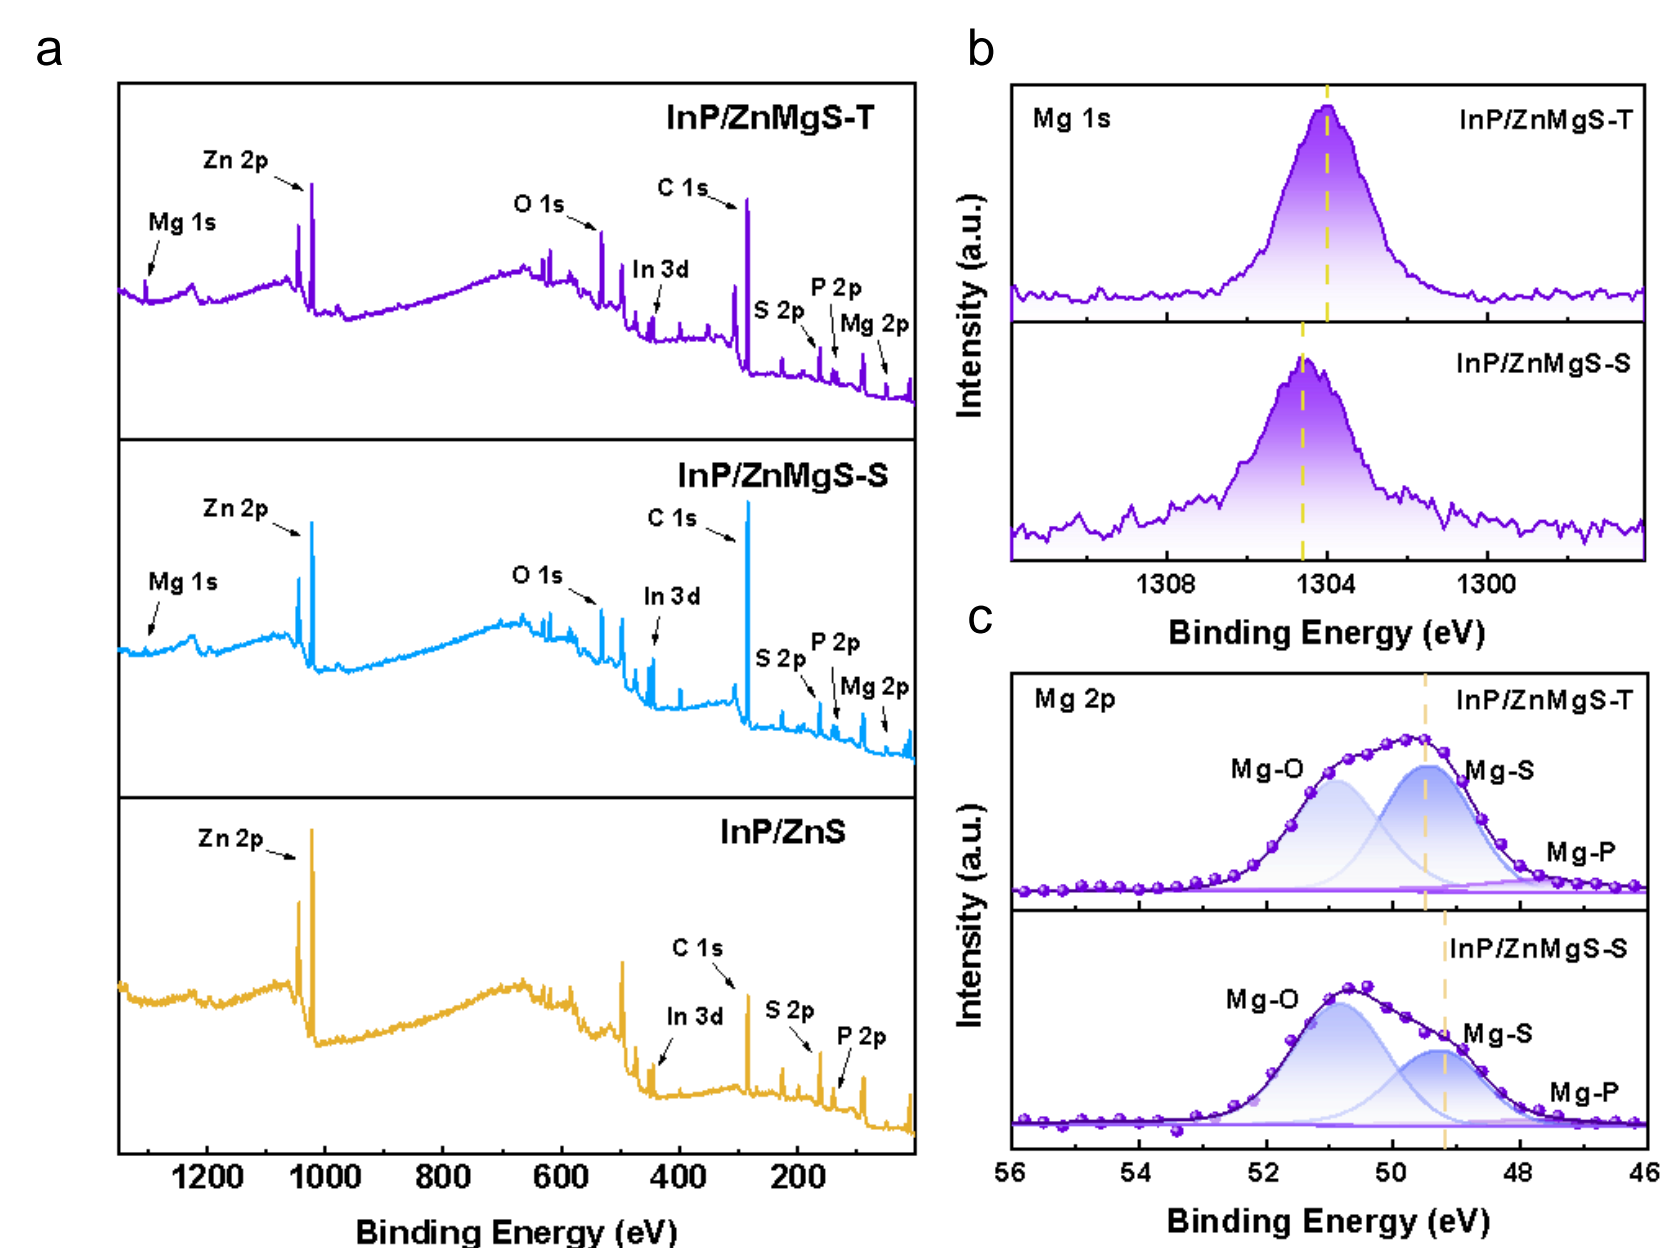 a
InP/ZnMgS-T
Zn 2p
Mg 1s
O 1s
C 1s
In 3d
S 2p
P 2p
Mg 2p
InP/ZnMgS-S
Zn 2p
Mg 1s
O 1s
C 1s
In 3d
S 2p
P 2p
Mg 2p
InP/ZnS
Zn 2p
C 1s
In 3d
S 2p
P 2p
1200 1000 800 600 400 200
Binding Energy (eV)
b
Mg 1s
InP/ZnMgS-T
InP/ZnMgS-S
Intensity (a.u.)
1308 1304 1300
Binding Energy (eV)
c
Mg 2p
InP/ZnMgS-T
Mg-O
Mg-S
Mg-P
InP/ZnMgS-S
Mg-O
Mg-S
Mg-P
Intensity (a.u.)
56 54 52 50 48 46
Binding Energy (eV)